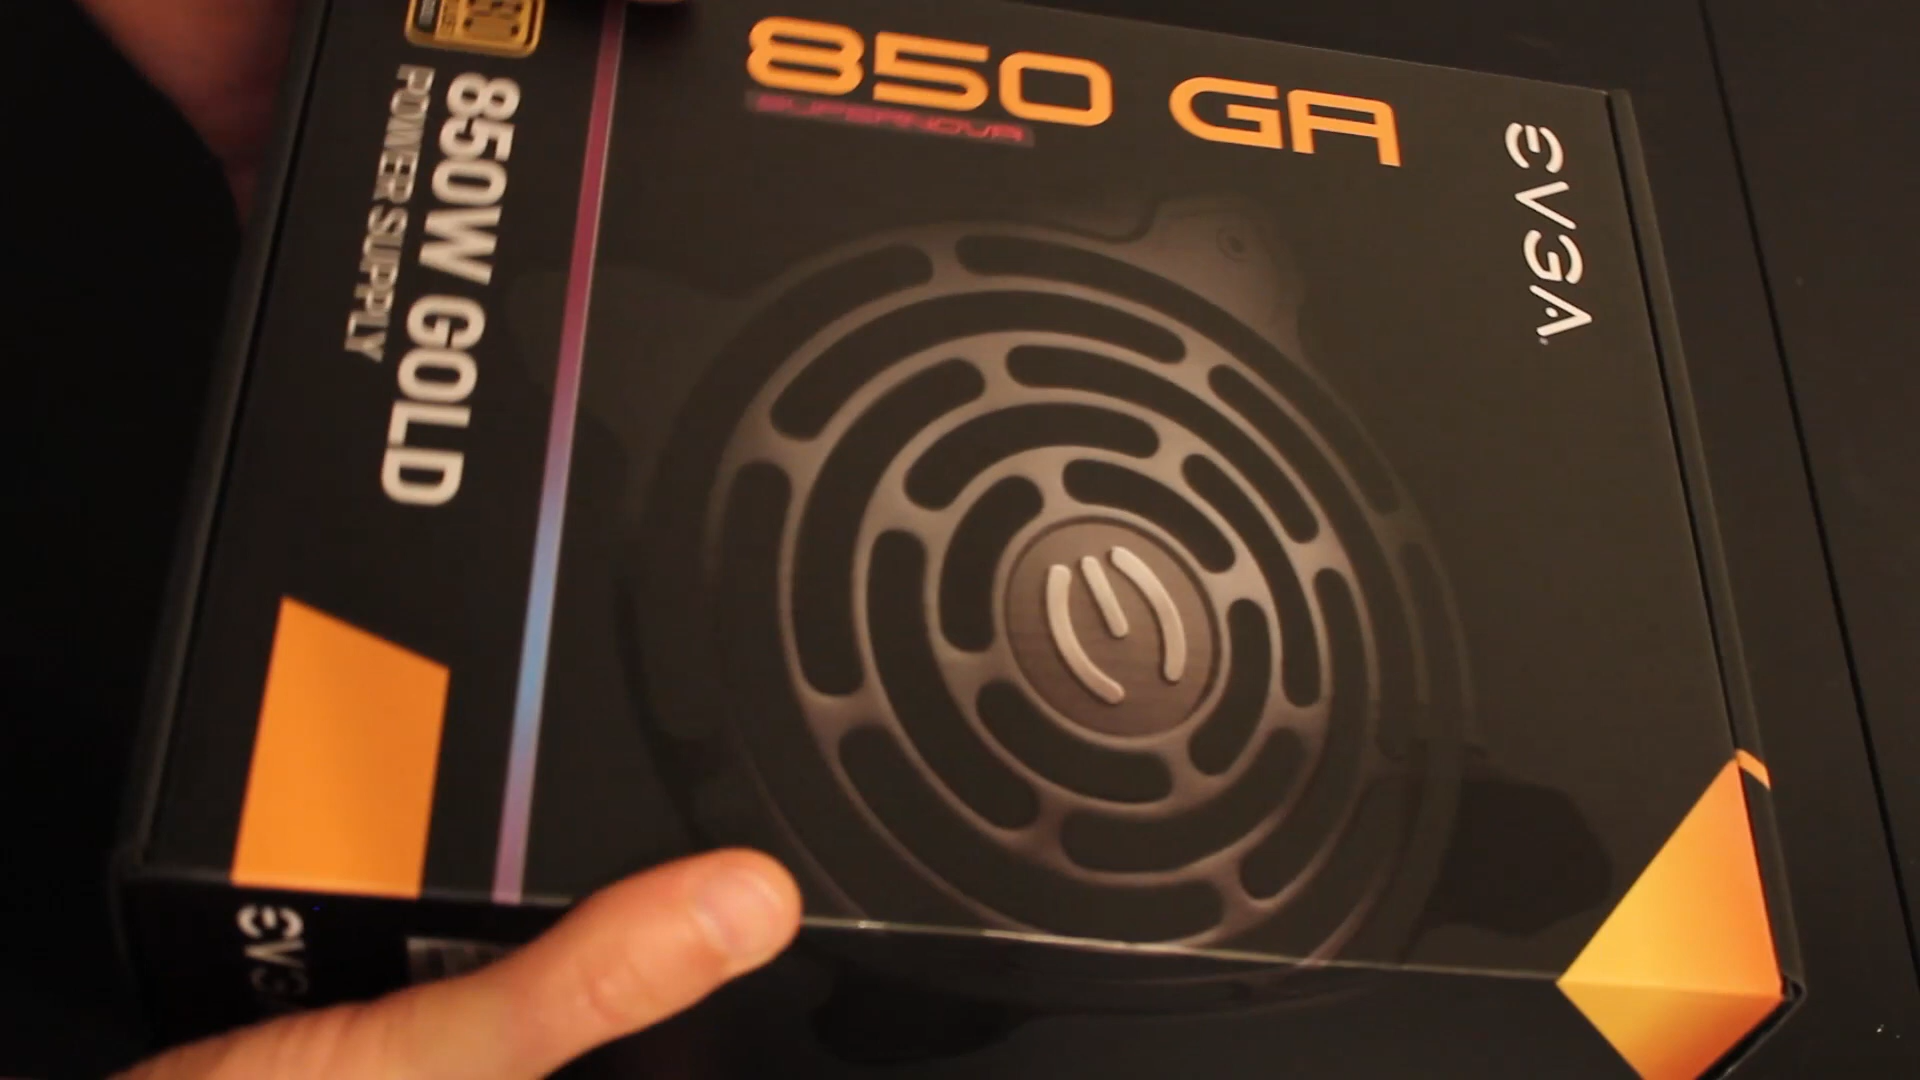 850 GA
SUPERNOVA
EVGA
850W GOLD
POWER SUPPLY
EVGA